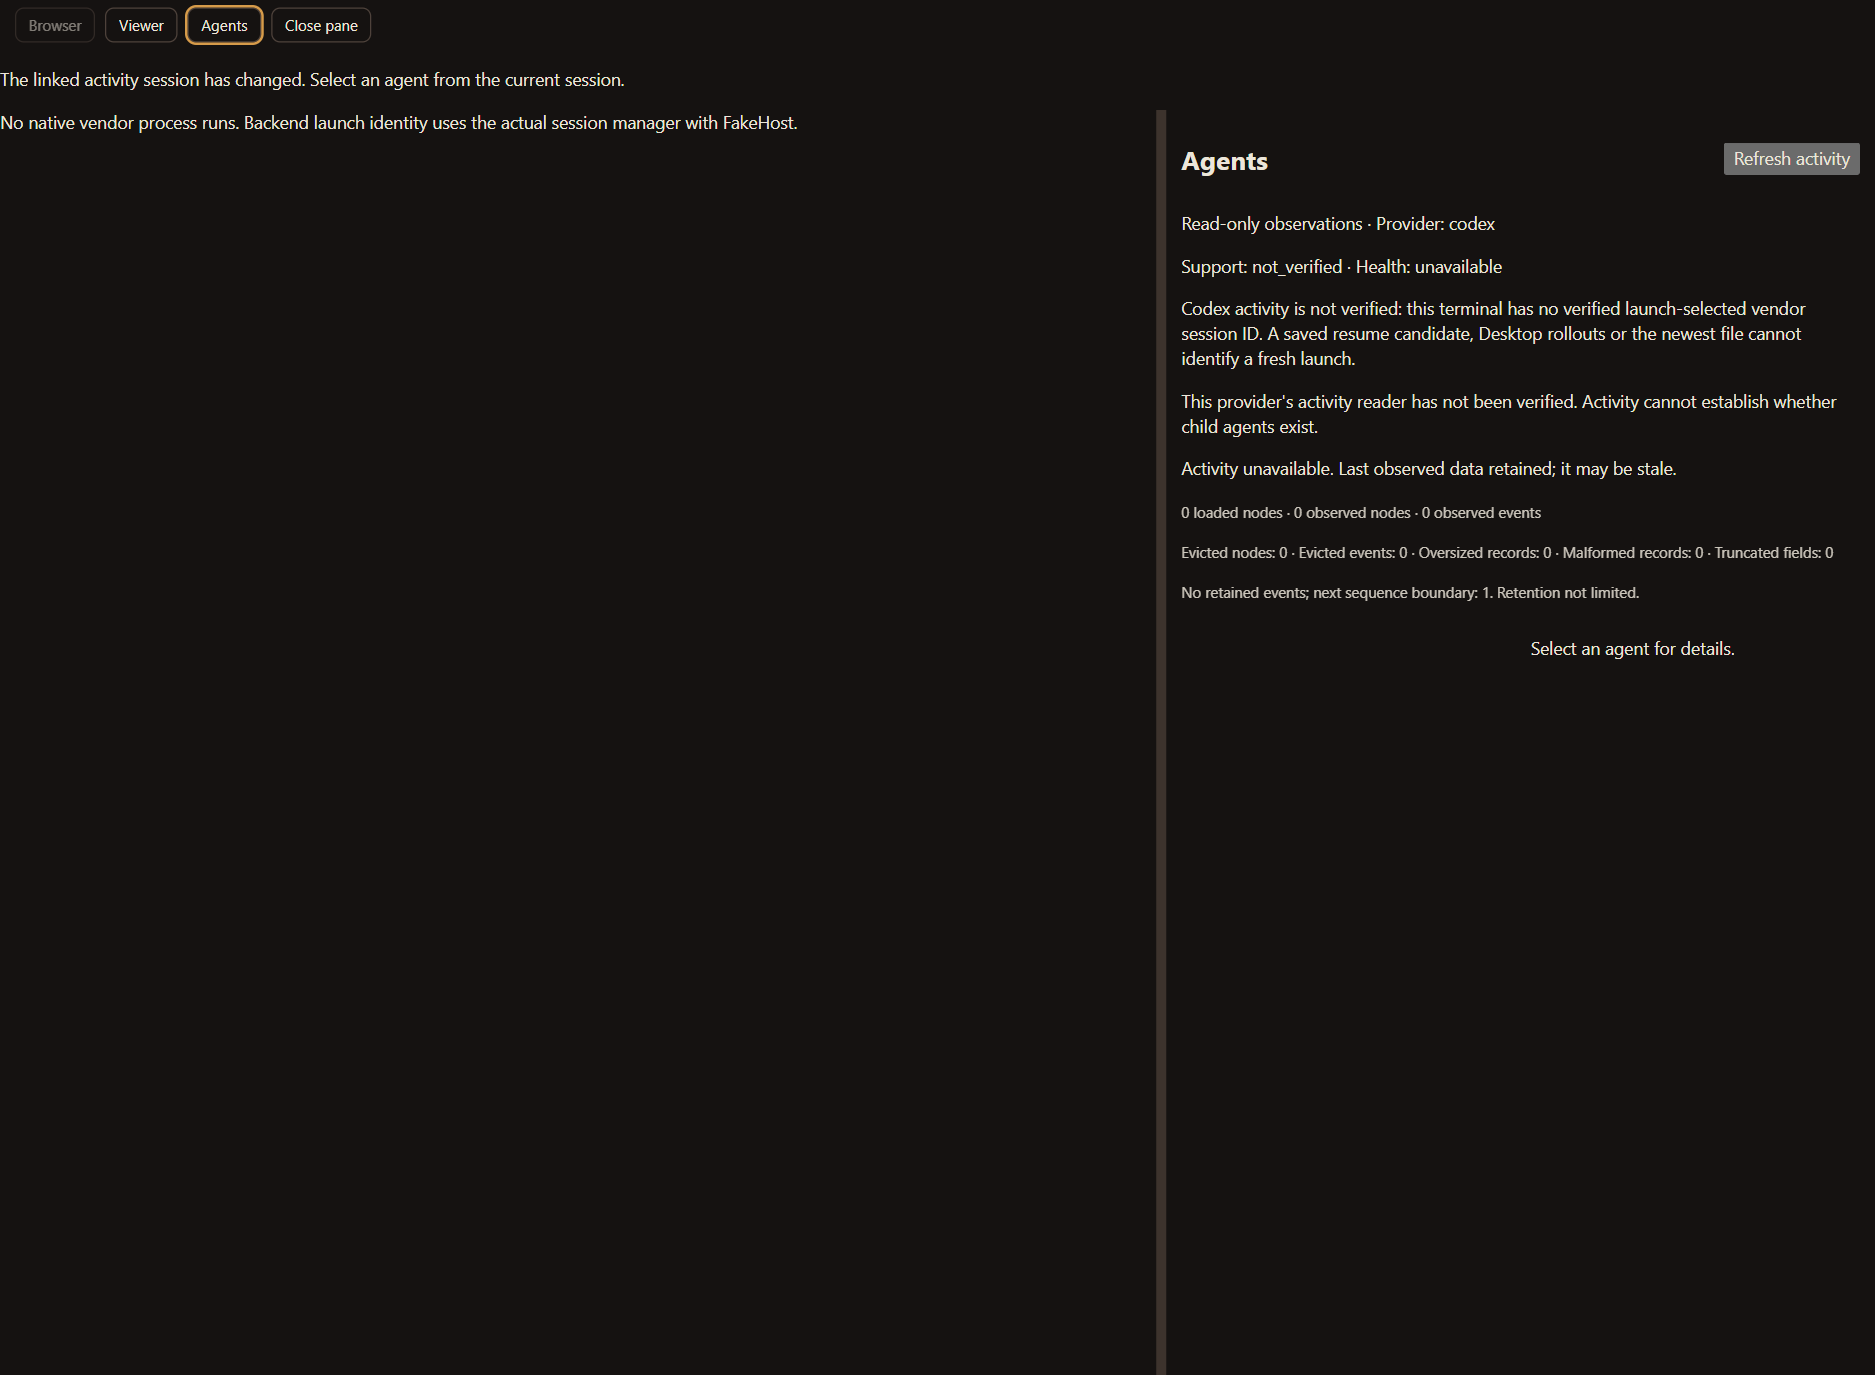 Browser
Viewer
Agents
Close pane
The linked activity session has changed. Select an agent from the current session.
No native vendor process runs. Backend launch identity uses the actual session manager with FakeHost.
Agents
Refresh activity
Read-only observations · Provider: codex
Support: not_verified · Health: unavailable
Codex activity is not verified: this terminal has no verified launch-selected vendor
session ID. A saved resume candidate, Desktop rollouts or the newest file cannot
identify a fresh launch.
This provider's activity reader has not been verified. Activity cannot establish whether
child agents exist.
Activity unavailable. Last observed data retained; it may be stale.
0 loaded nodes · 0 observed nodes · 0 observed events
Evicted nodes: 0 · Evicted events: 0 · Oversized records: 0 · Malformed records: 0 · Truncated fields: 0
No retained events; next sequence boundary: 1. Retention not limited.
Select an agent for details.